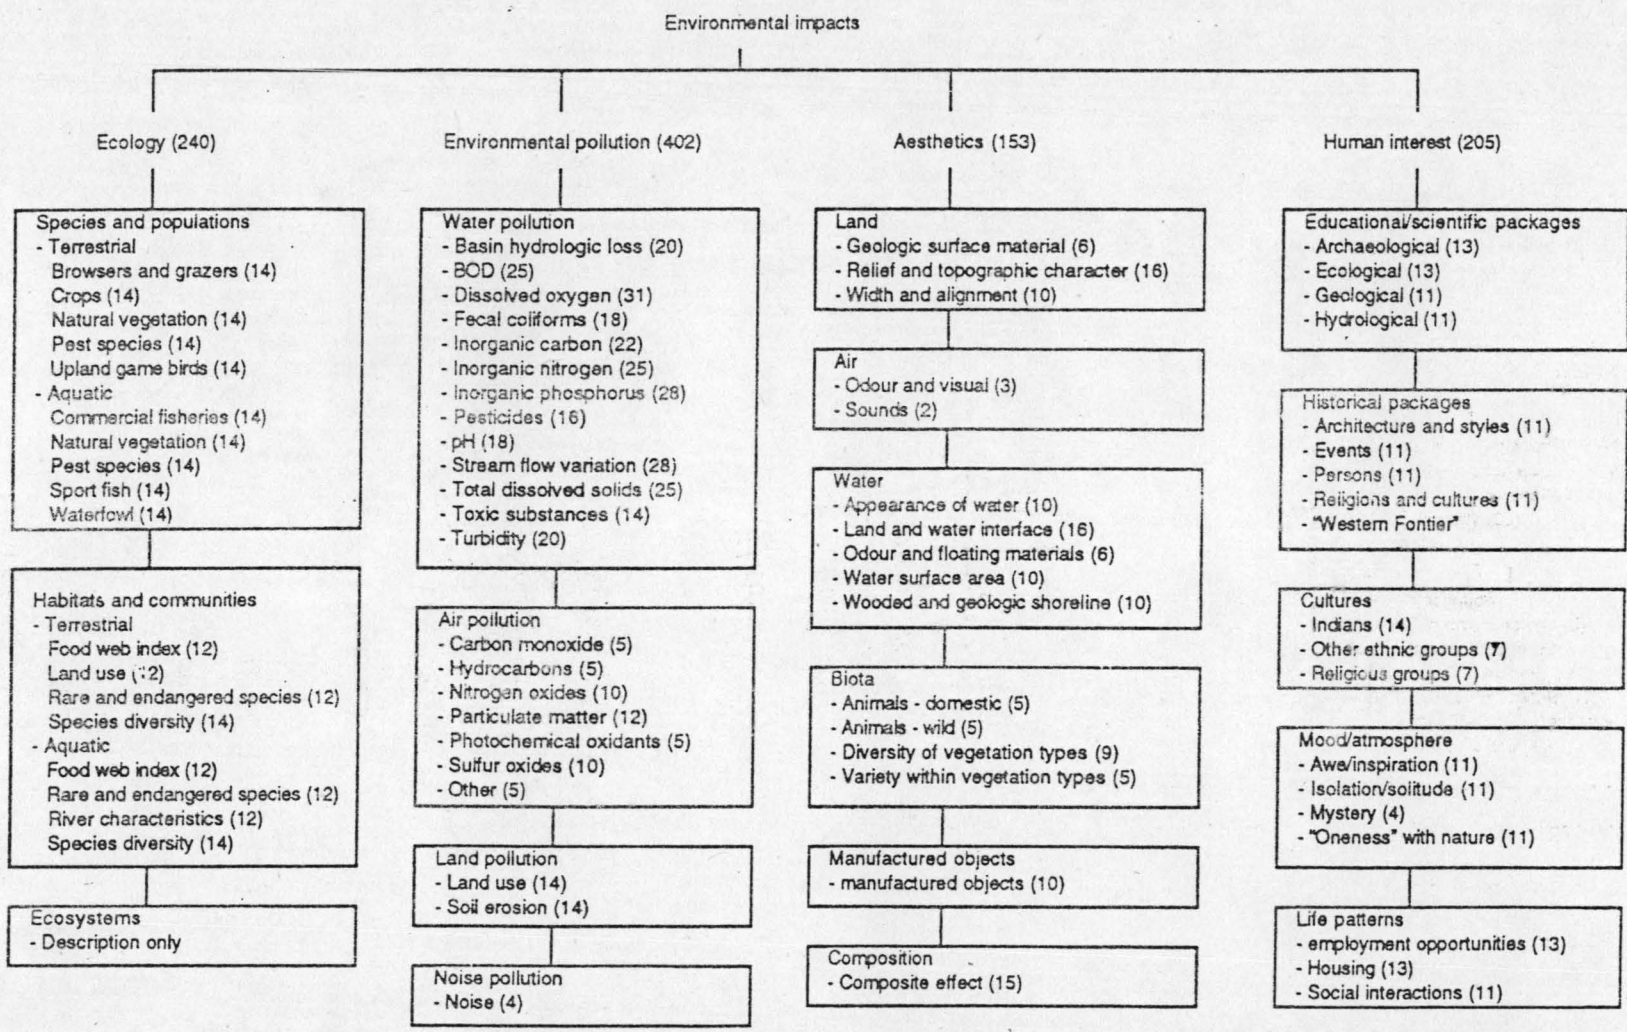 Environmental impacts
Ecology (240)
Species and populations
- Terrestrial
Browsers and grazers (14)
Crops (14)
Natural vegetation (14)
Pest species (14)
Upland game birds (14)
- Aquatic
Commercial fisheries (14)
Natural vegetation (14)
Pest species (14)
Sport fish (14)
Waterfowl (14)
Habitats and communities
- Terrestrial
Food web index (12)
Land use
Rare and endangered species (12)
Species diversity (14)
- Aquatic
Food web index (12)
Rare and endangered species (12)
River characteristics (12)
Species diversity (14)
Ecosystems
- Description only
Environmental pollution (402)
Water pollution
- Basin hydrologic loss (20)
- BOD (25)
- Dissolved oxygen (31)
- Fecal coliforms (18)
- Inorganic carbon (22)
- Inorganic nitrogen (25)
- Inorganic phosphorus (28)
- Pesticides (16)
- pH (18)
- Stream flow variation (28)
- Total dissolved solids (25)
- Toxic substances (14)
- Turbidity (20)
Air pollution
- Carbon monoxide (5)
- Hydrocarbons (5)
- Nitrogen oxides (10)
- Particulate matter (12)
- Photochemical oxidants (5)
- Sulfur oxides (10)
- Other (5)
Land pollution
- Land use (14)
- Soil erosion (14)
Noise pollution
- Noise (4)
Aesthetics (153)
Land
- Geologic surface material (6)
- Relief and topographic character (16)
- Width and alignment (10)
Air
- Odour and visual (3)
- Sounds (2)
Water
- Appearance of water (10)
- Land and water interface (16)
- Odour and floating materials (6)
- Water surface area (10)
- Wooded and geologic shoreline (10)
Biota
- Animals - domestic (5)
- Animals - wild (5)
- Diversity of vegetation types (9)
- Variety within vegetation types (5)
Manufactured objects
- manufactured objects (10)
Composition
- Composite effect (15)
Human interest (205)
Educational/scientific packages
- Archaeological (13)
- Ecological (13)
- Geological (11)
- Hydrological (11)
Historical packages
- Architecture and styles (11)
- Events (11)
- Persons (11)
- Religions and cultures (11)
- "Western Fontier"
Cultures
- Indians (14)
- Other ethnic groups (7)
- Religious groups (7)
Mood/atmosphere
- Awe/inspiration (11)
- Isolation/solitude (11)
- Mystery (4)
- "Oneness" with nature (11)
Life patterns
- employment opportunities (13)
- Housing (13)
- Social interactions (11)